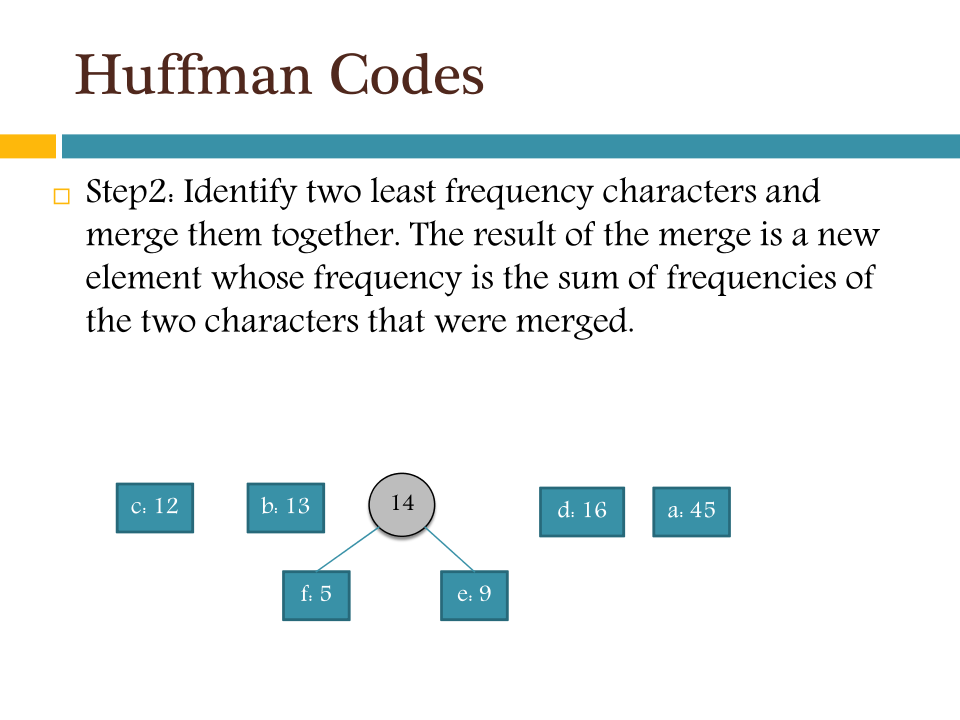 Huffman Codes
Step2: Identify two least frequency characters and
merge them together. The result of the merge is a new
element whose frequency is the sum of frequencies of
the two characters that were merged.
c: 12
b: 13
14
d: 16
a: 45
f: 5
e: 9